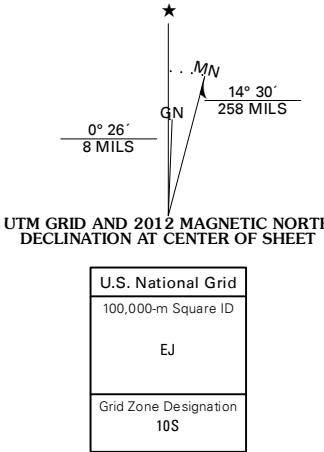 ★
MN
14° 30´
258 MILS
GN
0° 26´
8 MILS
UTM GRID AND 2012 MAGNETIC NORTH
DECLINATION AT CENTER OF SHEET
U.S. National Grid
100,000-m Square ID
EJ
Grid Zone Designation
10S